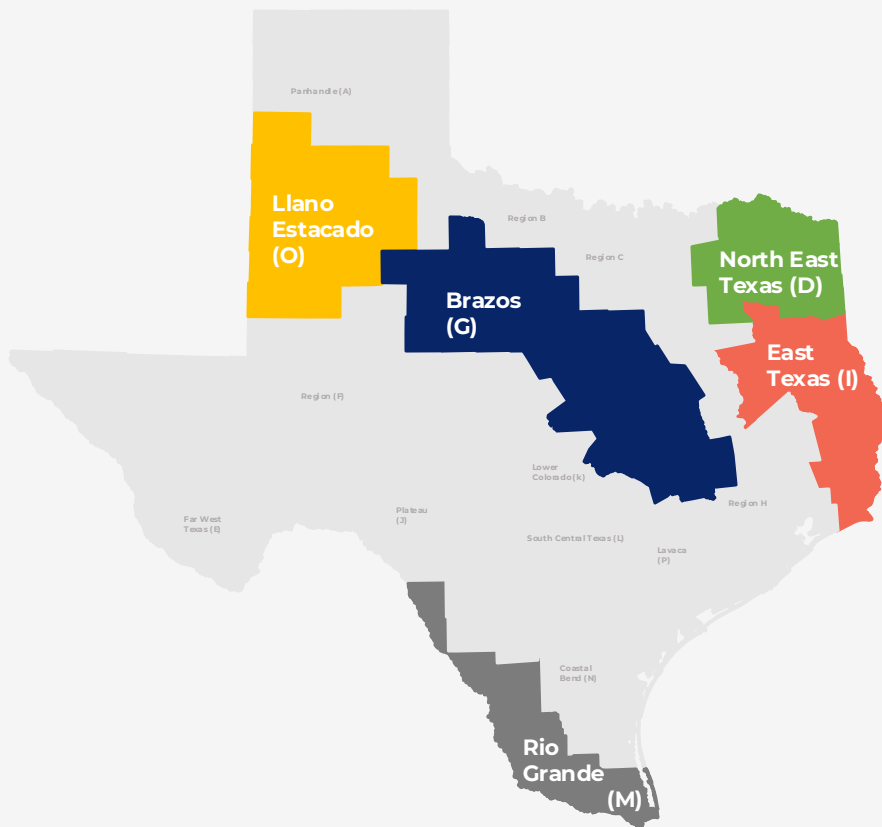 Panhandle (A)
Llano
Estacado
(O)
Region B
Region C
North East
Texas (D)
Brazos
(G)
East
Texas (I)
Region (F)
Lower
Colorado (k)
Region H
Plateau
(J)
Far West
Texas (E)
South Central Texas (L)
Lavaca
(P)
Coastal
Bend (N)
Rio
Grande
(M)